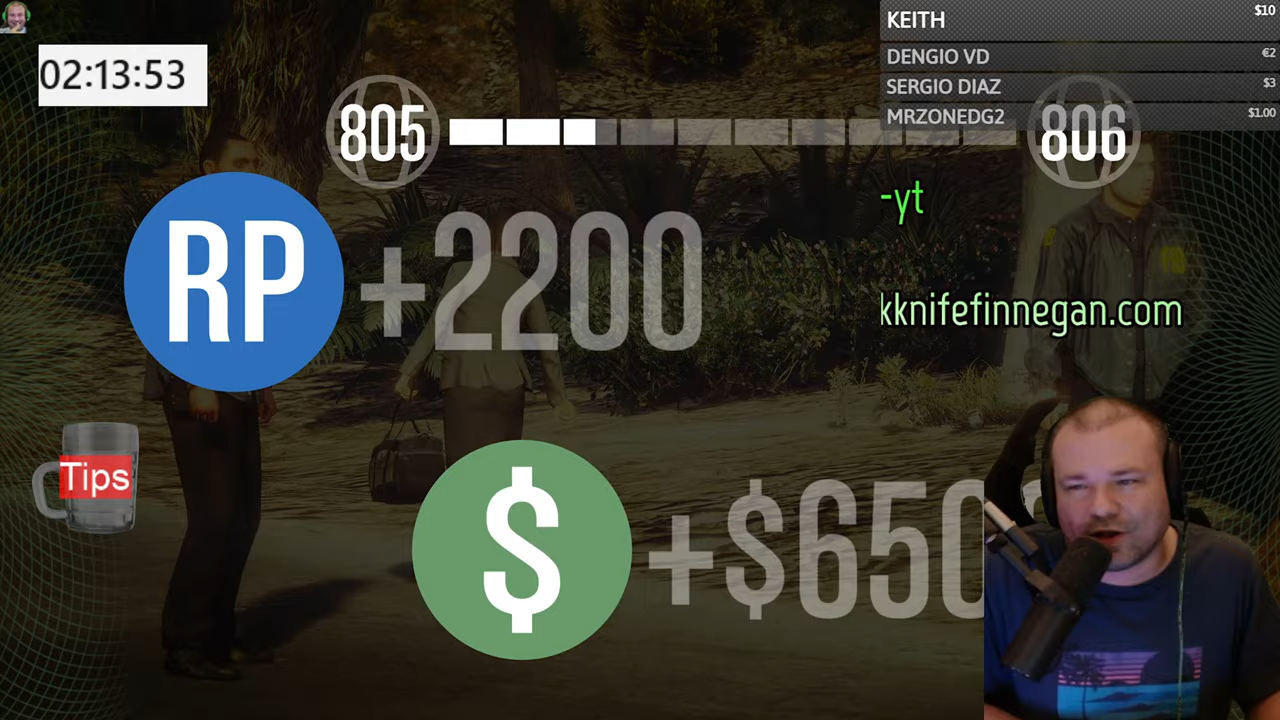 KEITH $10
DENGIO VD €2
SERGIO DIAZ $3
MRZONEDG2 $1.00
02:13:53
805
806
-yt
RP +2200
kknifefinnegan.com
Tips
$ +$650